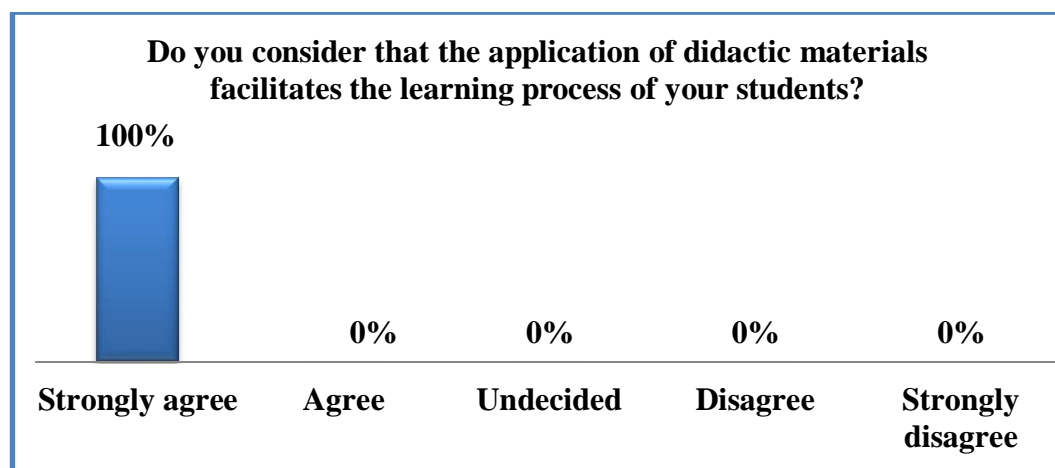 Do you consider that the application of didactic materials
facilitates the learning process of your students?
100%
0%
0%
0%
0%
Strongly agree
Agree
Undecided
Disagree
Strongly
disagree